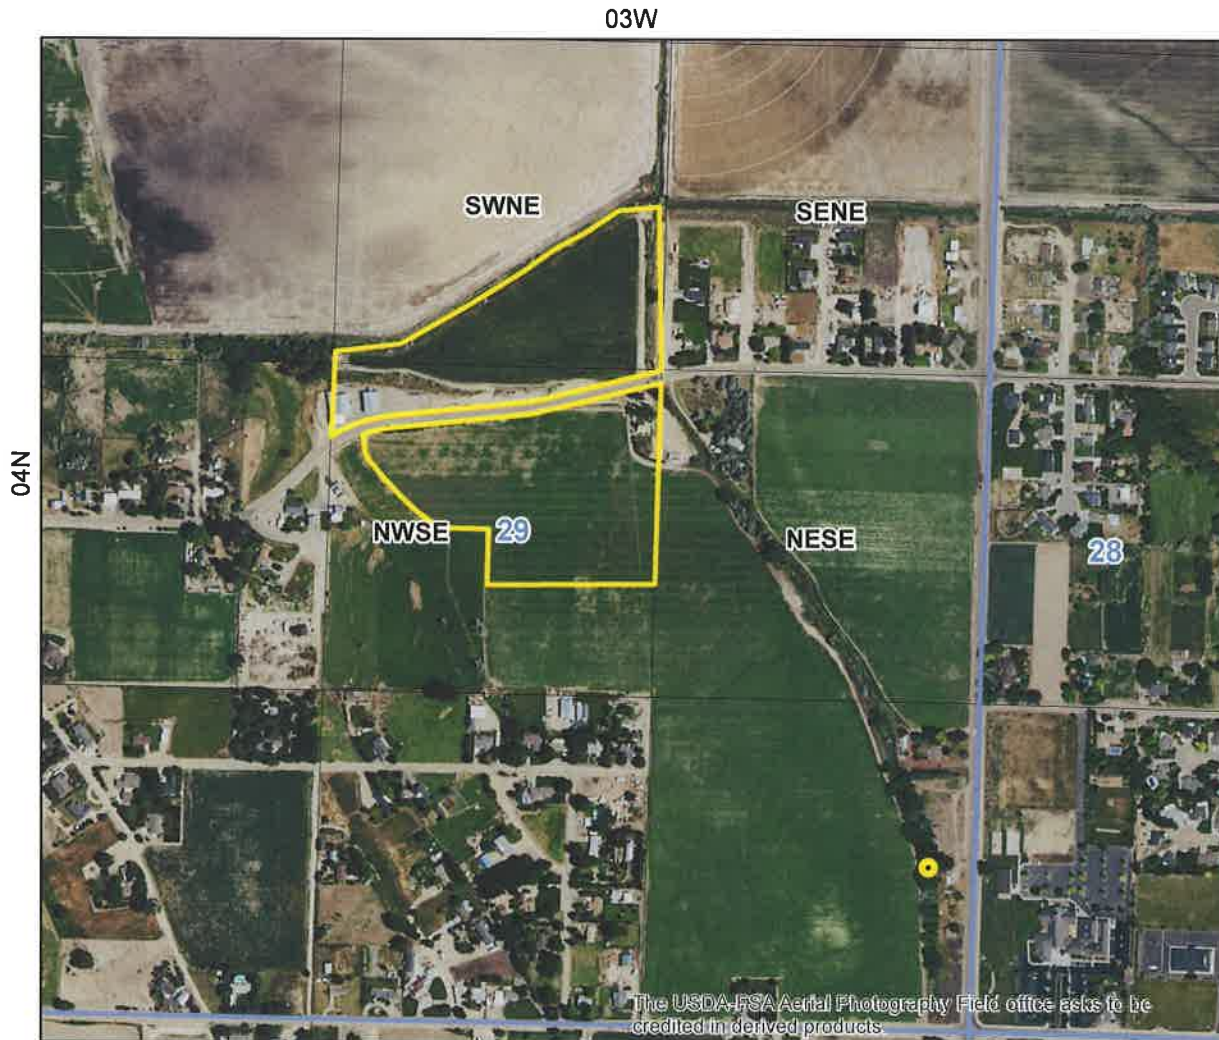 03W
SWNE
SENE
04N
NWSE
29
NESE
28
The USDA-FSA Aerial Photography Field office asks to be
credited in derived products.